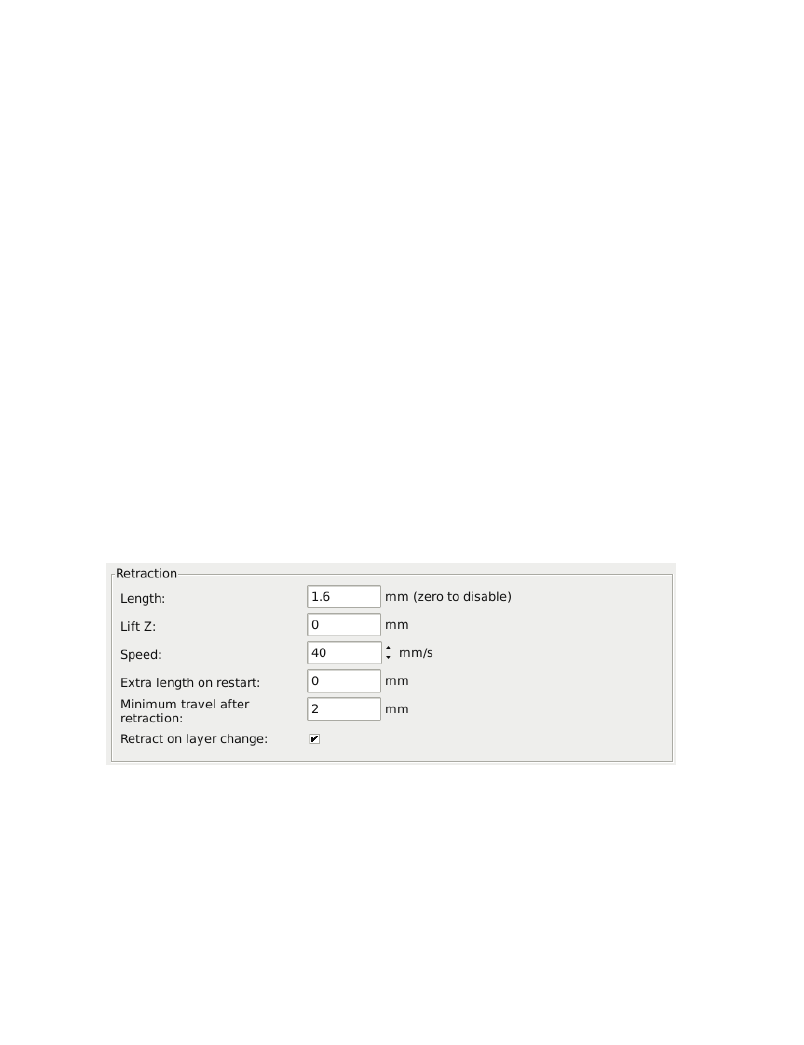 Retraction
Length: 1.6 mm (zero to disable)
Lift Z: 0 mm
Speed: 40 mm/s
Extra length on restart: 0 mm
Minimum travel after
retraction: 2 mm
Retract on layer change: